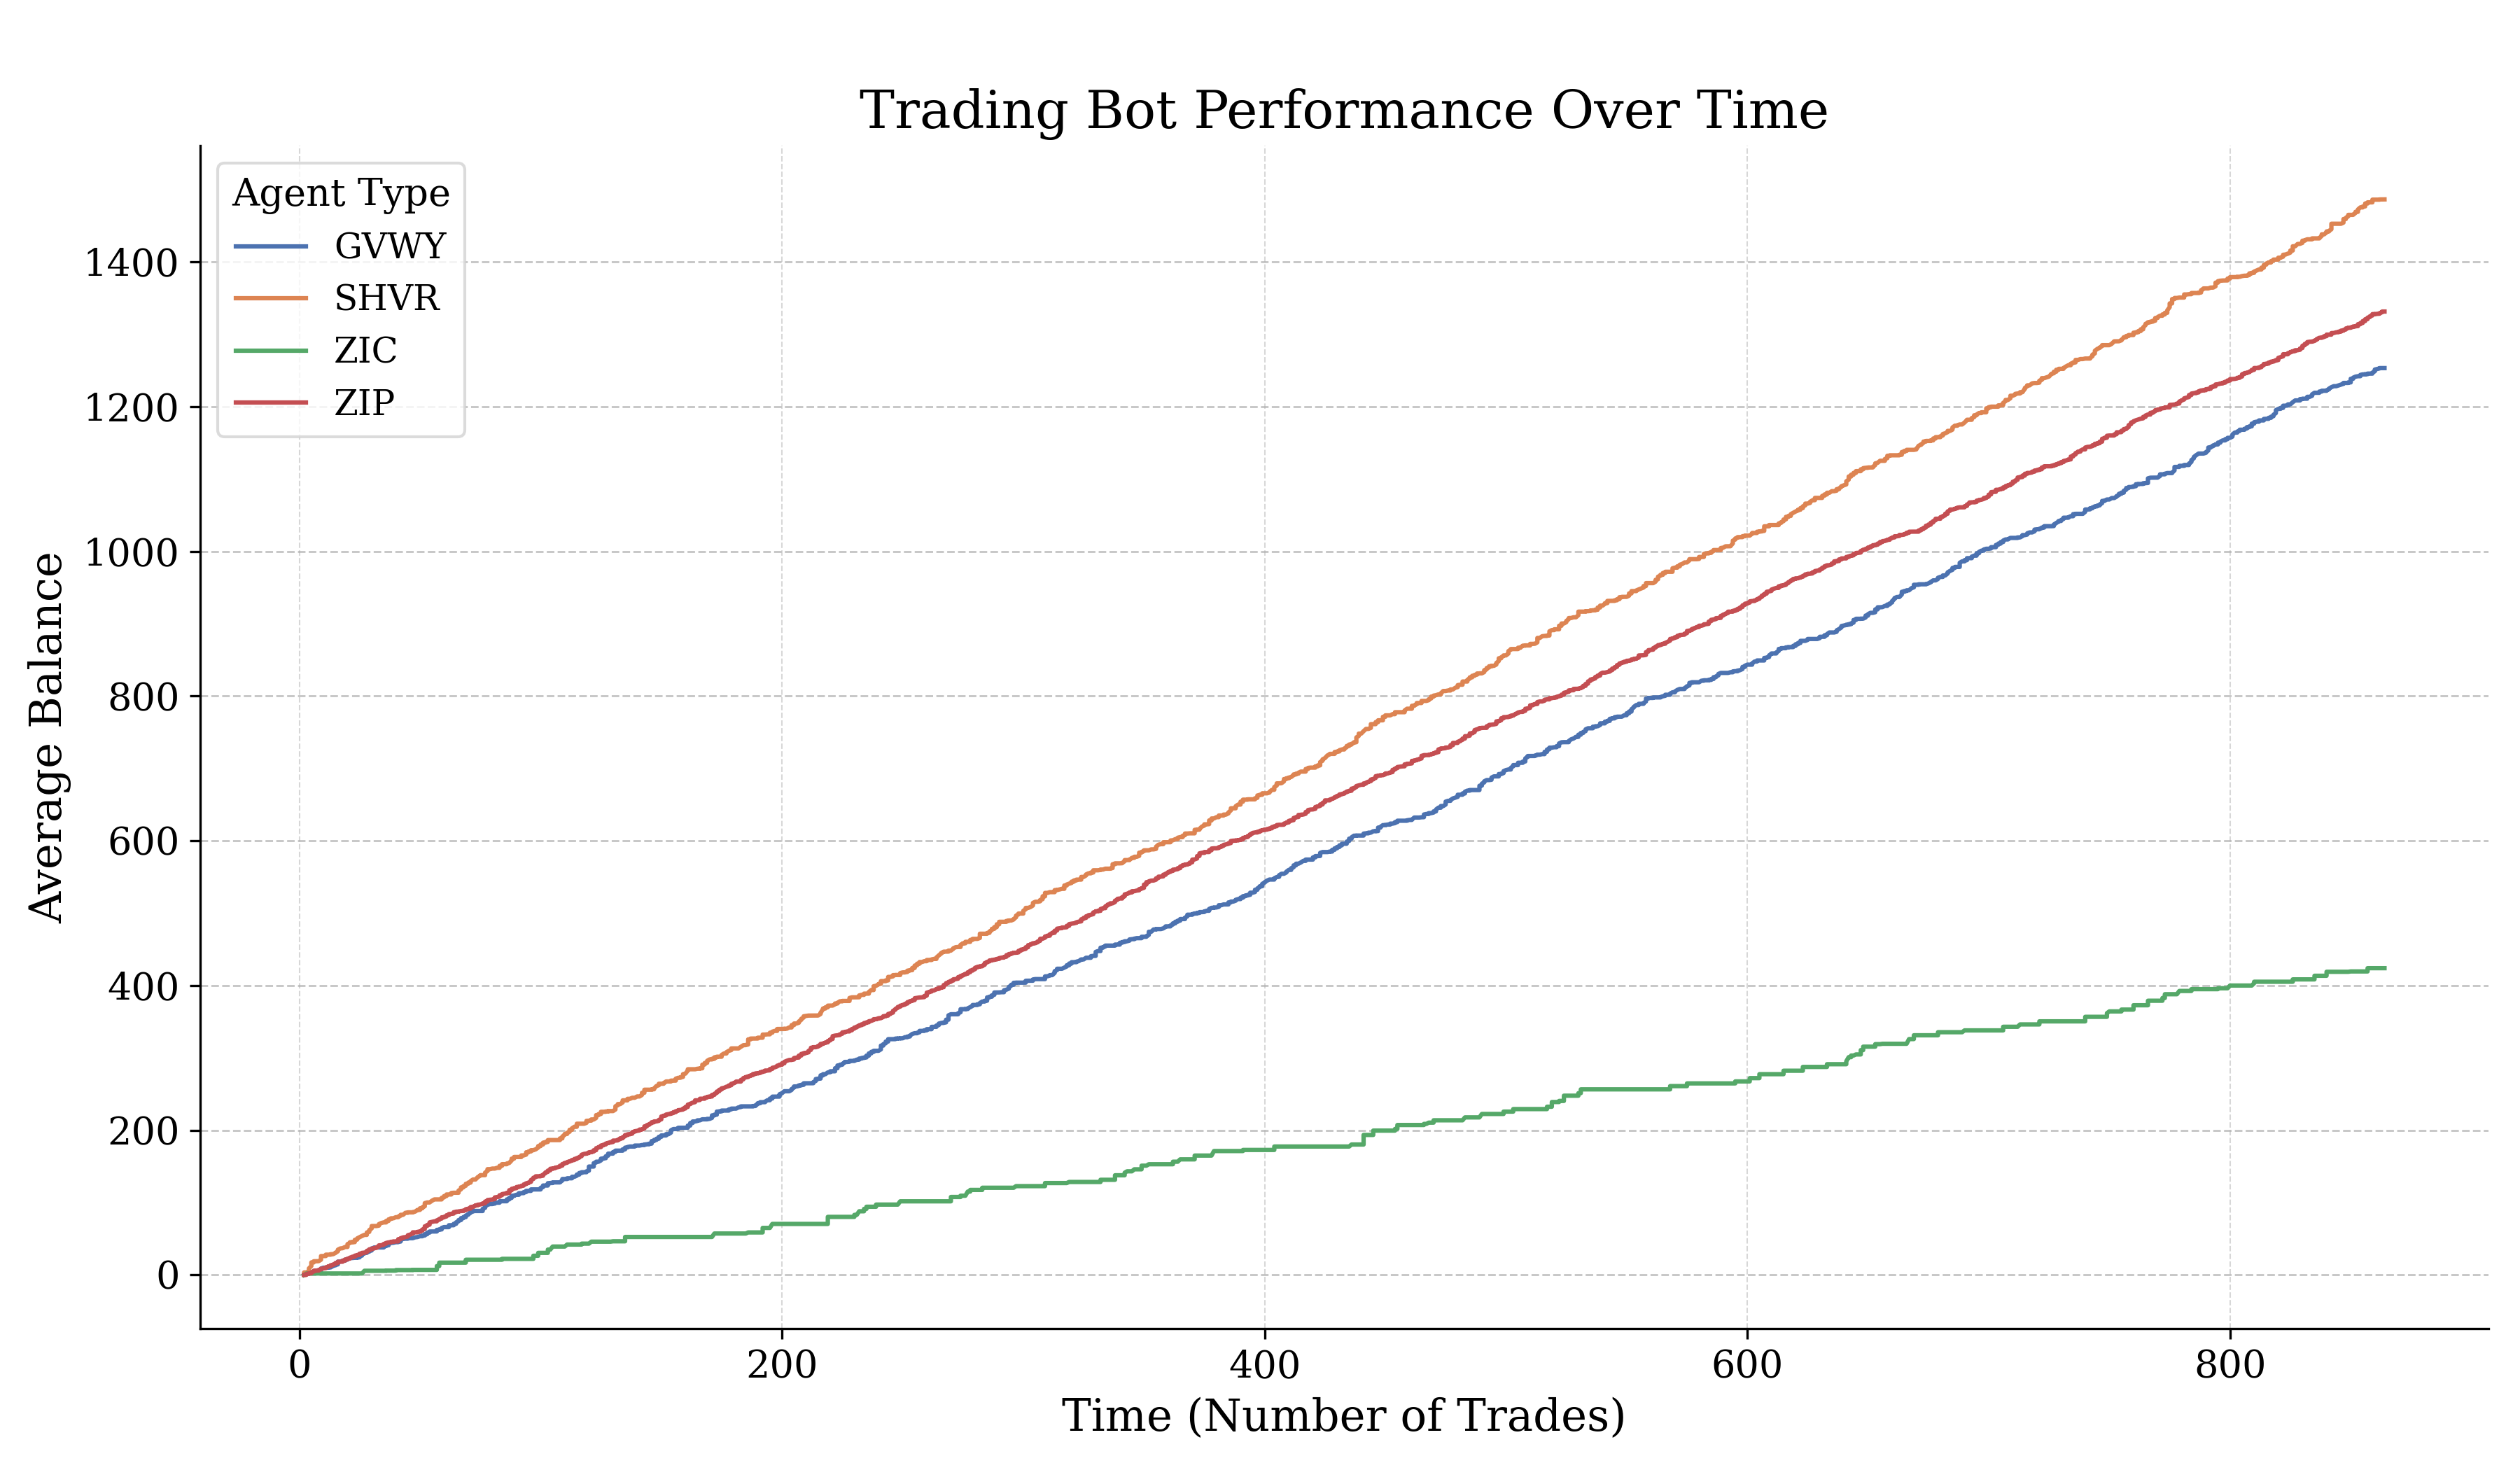 Trading Bot Performance Over Time
Agent Type
GVWY
SHVR
ZIC
ZIP
Average Balance
1400
1200
1000
800
600
400
200
0
0 200 400 600 800
Time (Number of Trades)